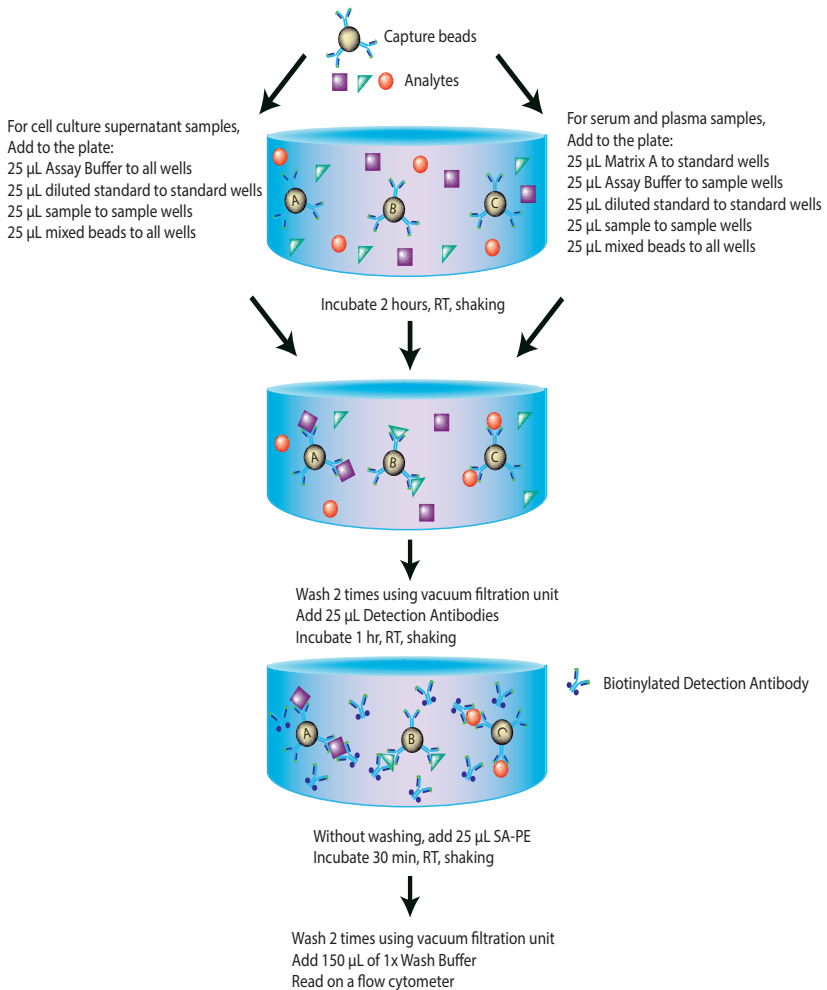 Capture beads
Analytes
For cell culture supernatant samples,
Add to the plate:
25 µL Assay Buffer to all wells
25 µL diluted standard to standard wells
25 µL sample to sample wells
25 µL mixed beads to all wells
For serum and plasma samples,
Add to the plate:
25 µL Matrix A to standard wells
25 µL Assay Buffer to sample wells
25 µL diluted standard to standard wells
25 µL sample to sample wells
25 µL mixed beads to all wells
A
B
C
Incubate 2 hours, RT, shaking
A
B
C
Wash 2 times using vacuum filtration unit
Add 25 µL Detection Antibodies
Incubate 1 hr, RT, shaking
Biotinylated Detection Antibody
A
B
C
Without washing, add 25 µL SA-PE
Incubate 30 min, RT, shaking
Wash 2 times using vacuum filtration unit
Add 150 µL of 1x Wash Buffer
Read on a flow cytometer